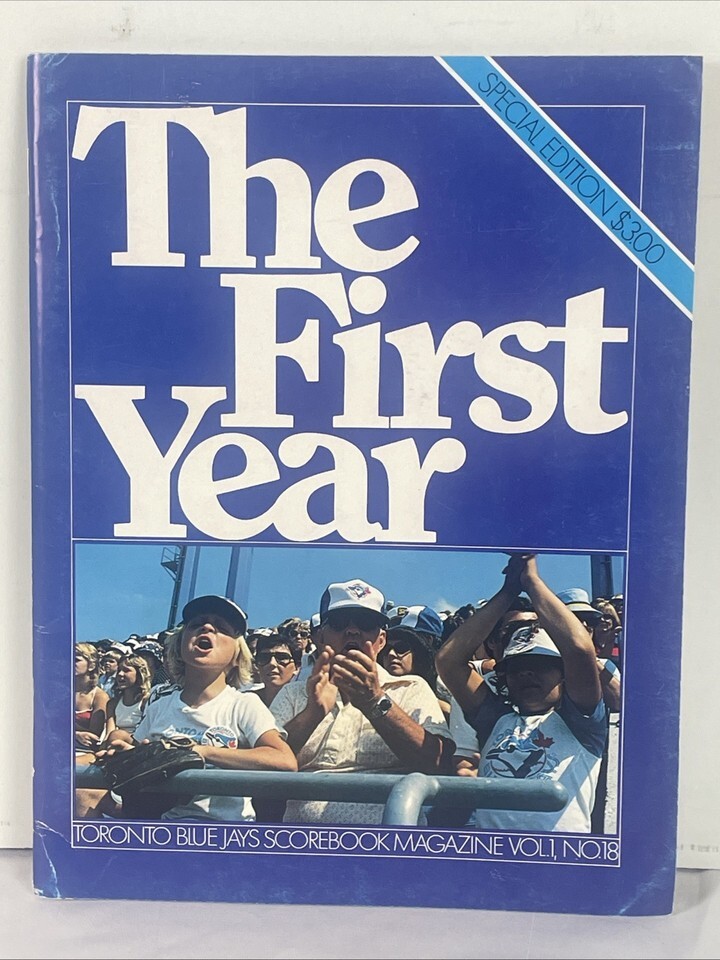 SPECIAL EDITION $3.00
The
First
Year
TORONTO BLUE JAYS SCOREBOOK MAGAZINE VOL.1, NO.18